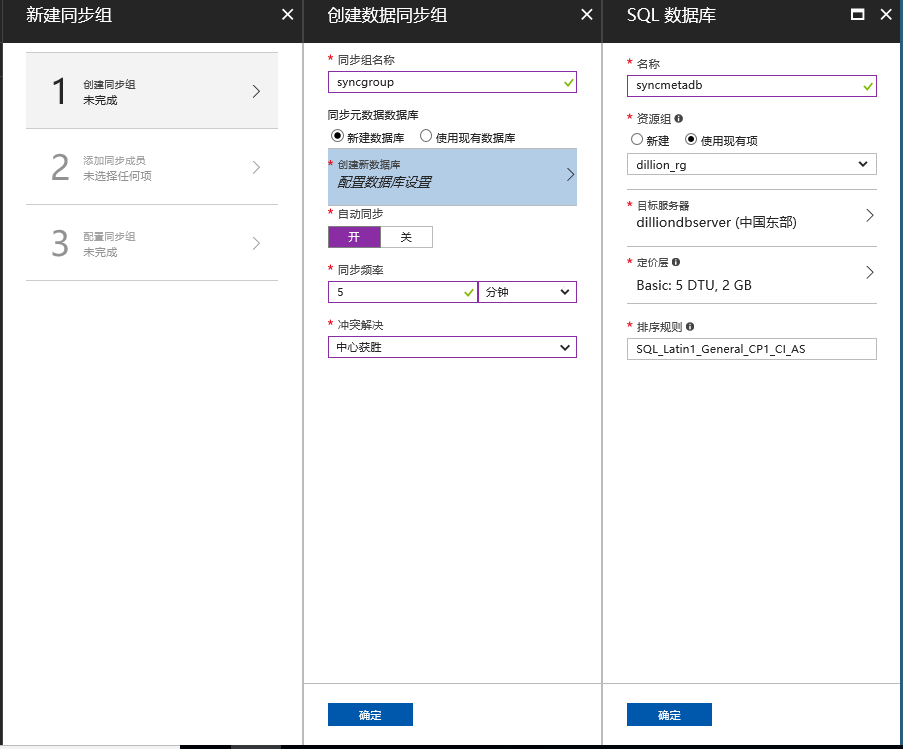 新建同步组
1
创建同步组
未完成
2
添加同步成员
未选择任何项
3
配置同步组
未完成
创建数据同步组
* 同步组名称
syncgroup
同步元数据数据库
新建数据库 使用现有数据库
* 创建新数据库
配置数据库设置
* 自动同步
开 关
* 同步频率
5 分钟
* 冲突解决
中心获胜
确定
SQL 数据库
* 名称
syncmetadb
* 资源组
新建 使用现有项
dillion_rg
* 目标服务器
dilliondbserver (中国东部)
* 定价层
Basic: 5 DTU, 2 GB
* 排序规则
SQL_Latin1_General_CP1_CI_AS
确定